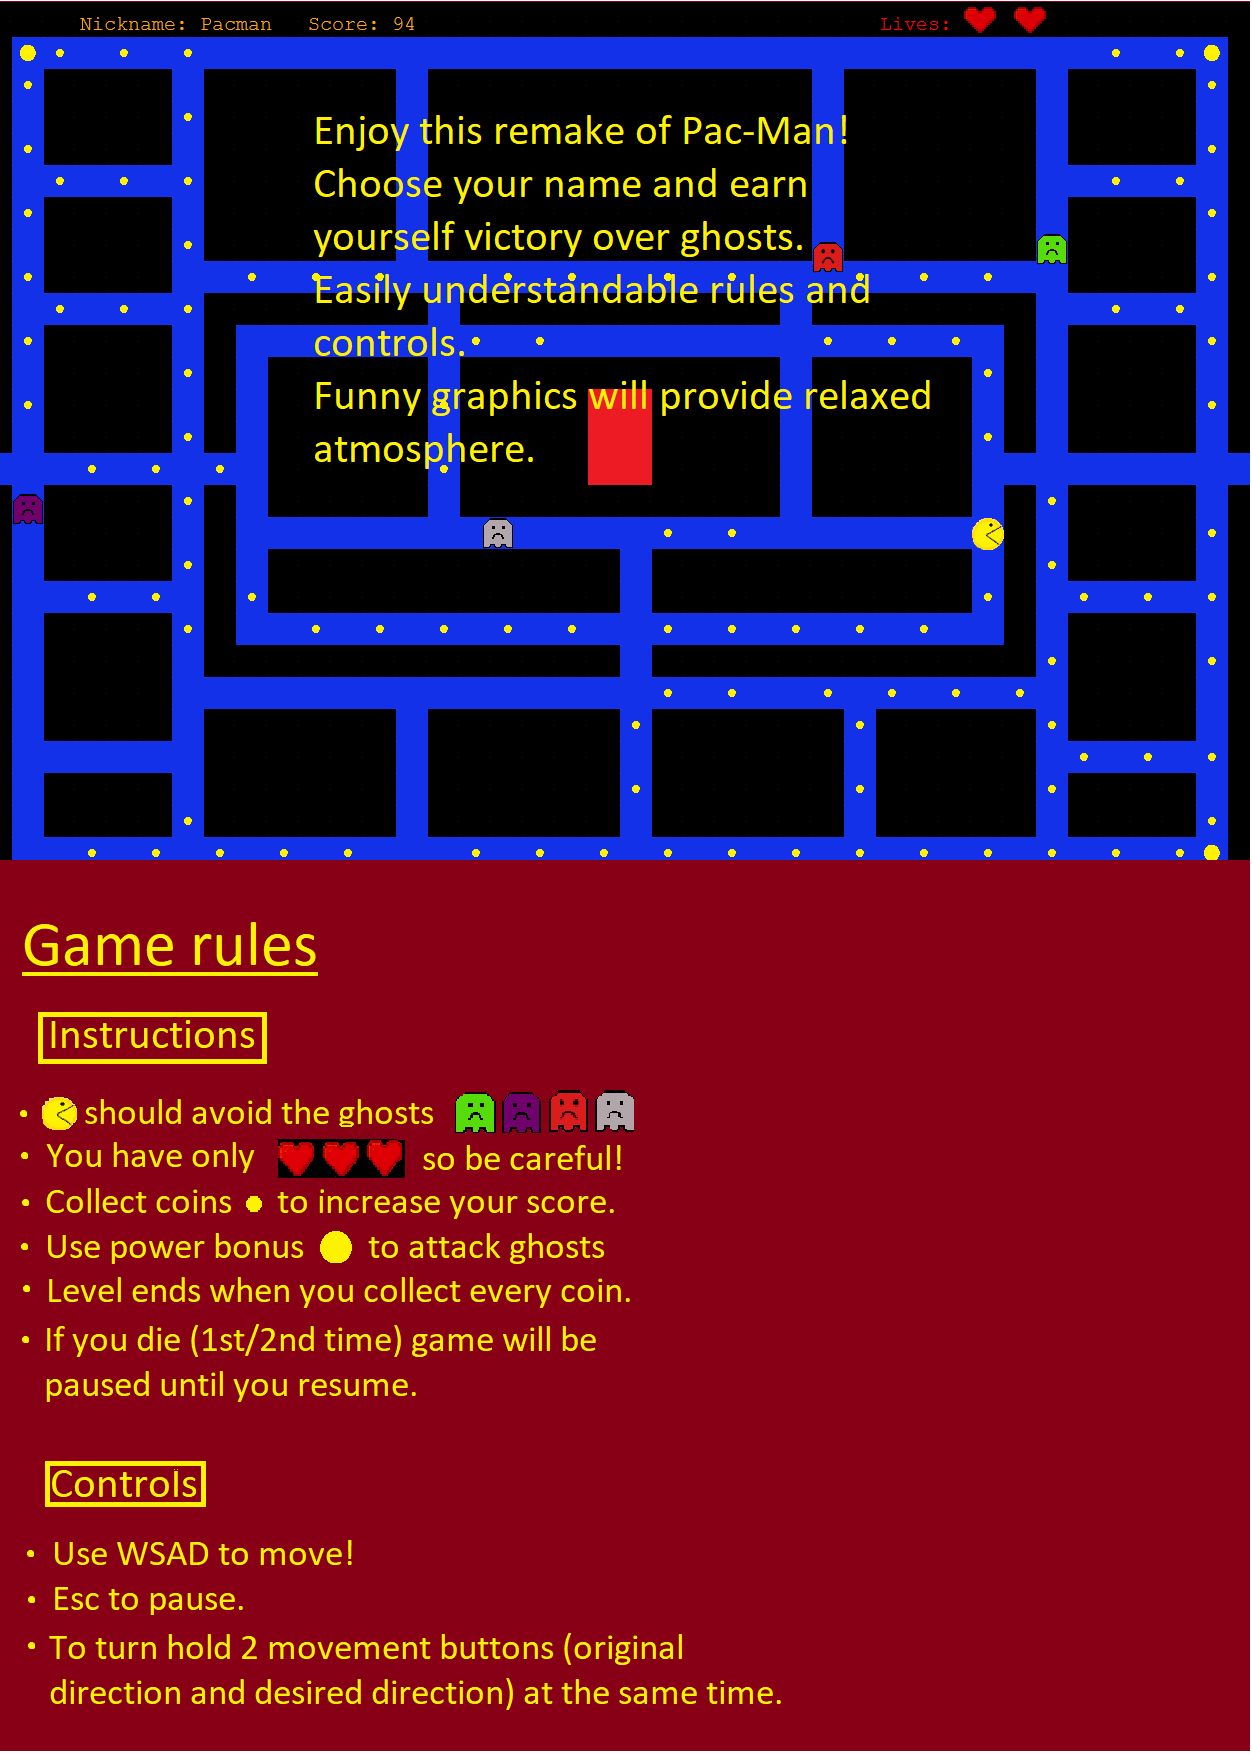 Nickname: Pacman Score: 94 Lives:
Enjoy this remake of Pac-Man!
Choose your name and earn
yourself victory over ghosts.
Easily understandable rules and
controls.
Funny graphics will provide relaxed
atmosphere.
Game rules
Instructions
• should avoid the ghosts
• You have only so be careful!
• Collect coins to increase your score.
• Use power bonus to attack ghosts
• Level ends when you collect every coin.
• If you die (1st/2nd time) game will be
paused until you resume.
Controls
• Use WSAD to move!
• Esc to pause.
• To turn hold 2 movement buttons (original
direction and desired direction) at the same time.